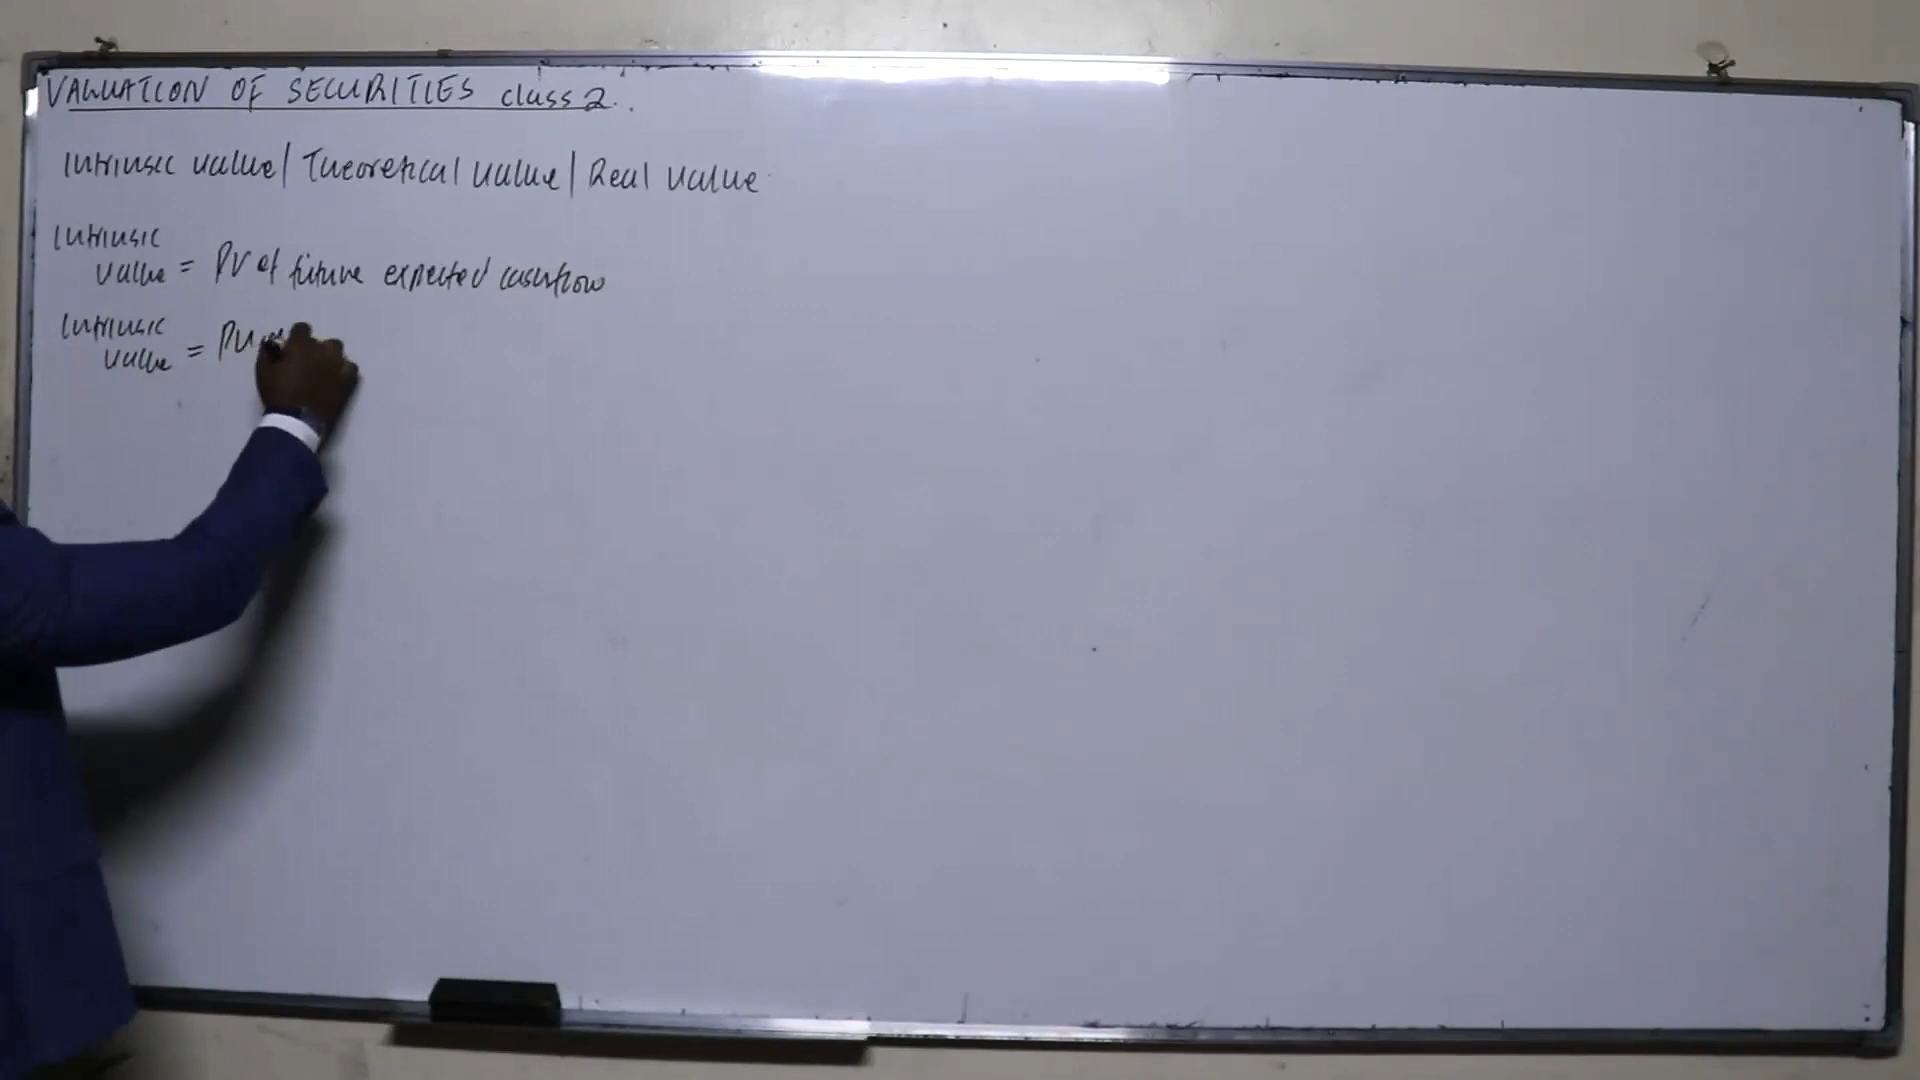 VALUATION OF SECURITIES class 2.
Intrinsic value / Theoretical value / Real value
Intrinsic
value = PV of future expected cashflow
Intrinsic
value = PV